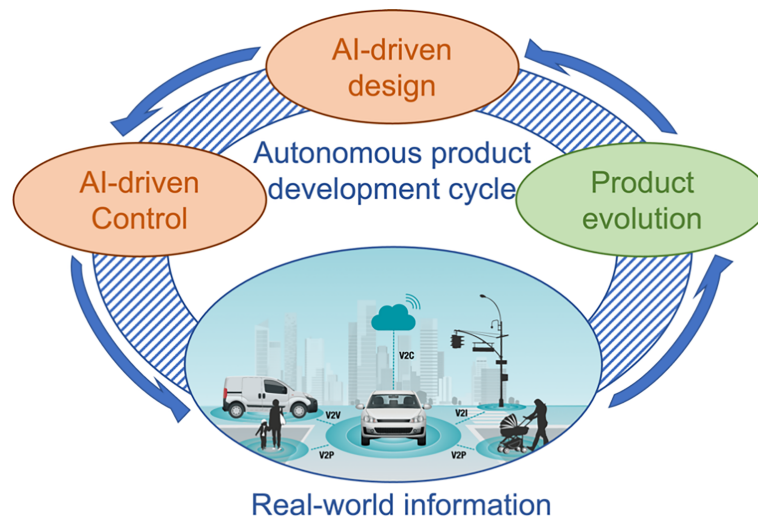 AI-driven
design
Autonomous product
development cycle
AI-driven
Control
Product
evolution
V2C
V2V
V2I
V2P
V2P
Real-world information